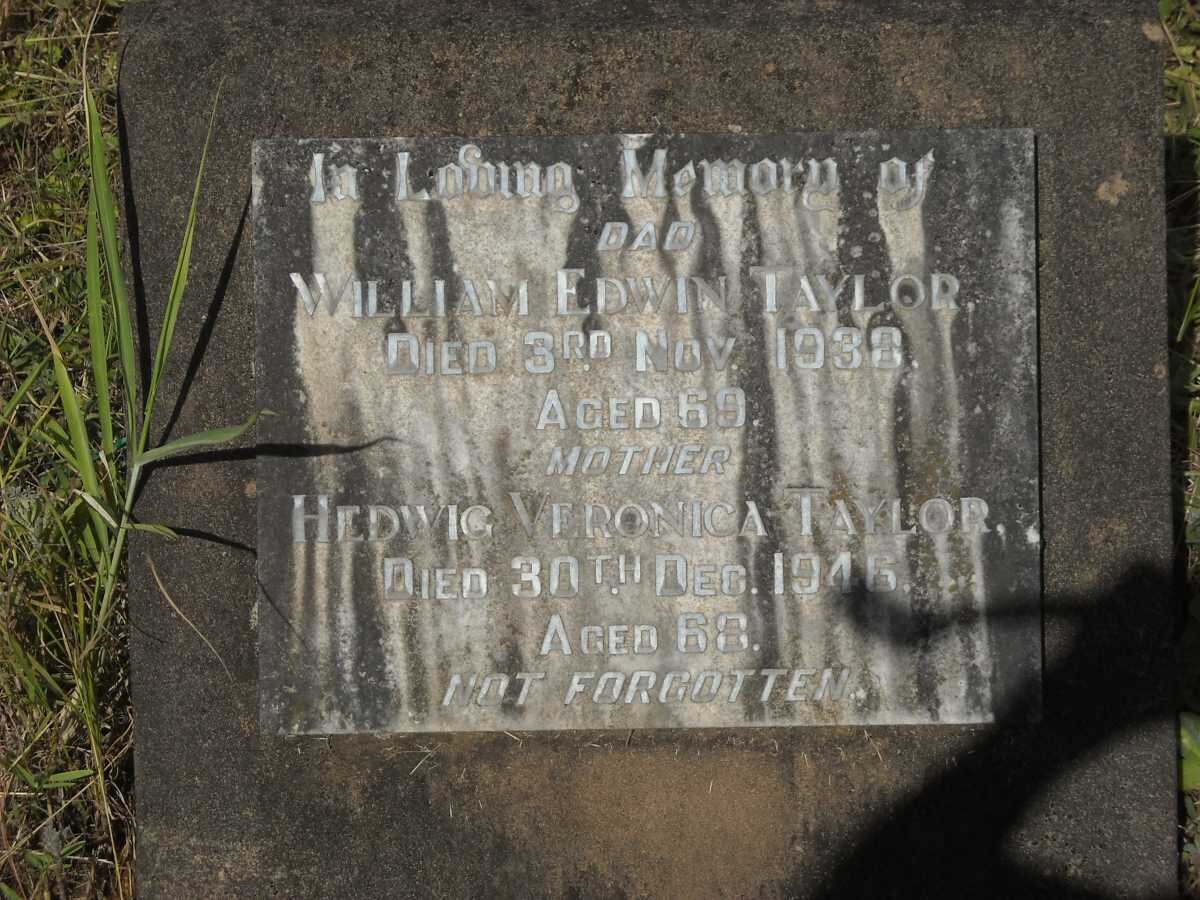 In Loving Memory of
DAD
WILLIAM EDWIN TAYLOR
DIED 3RD. NOV. 1938.
AGED 69.
MOTHER
HEDWIG VERONICA TAYLOR
DIED 30TH. DEC. 1946.
AGED 68.
NOT FORGOTTEN.